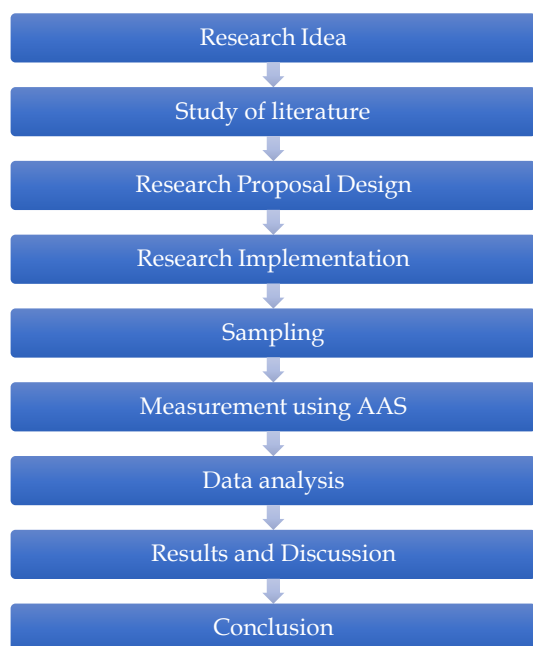 Research Idea
Study of literature
Research Proposal Design
Research Implementation
Sampling
Measurement using AAS
Data analysis
Results and Discussion
Conclusion